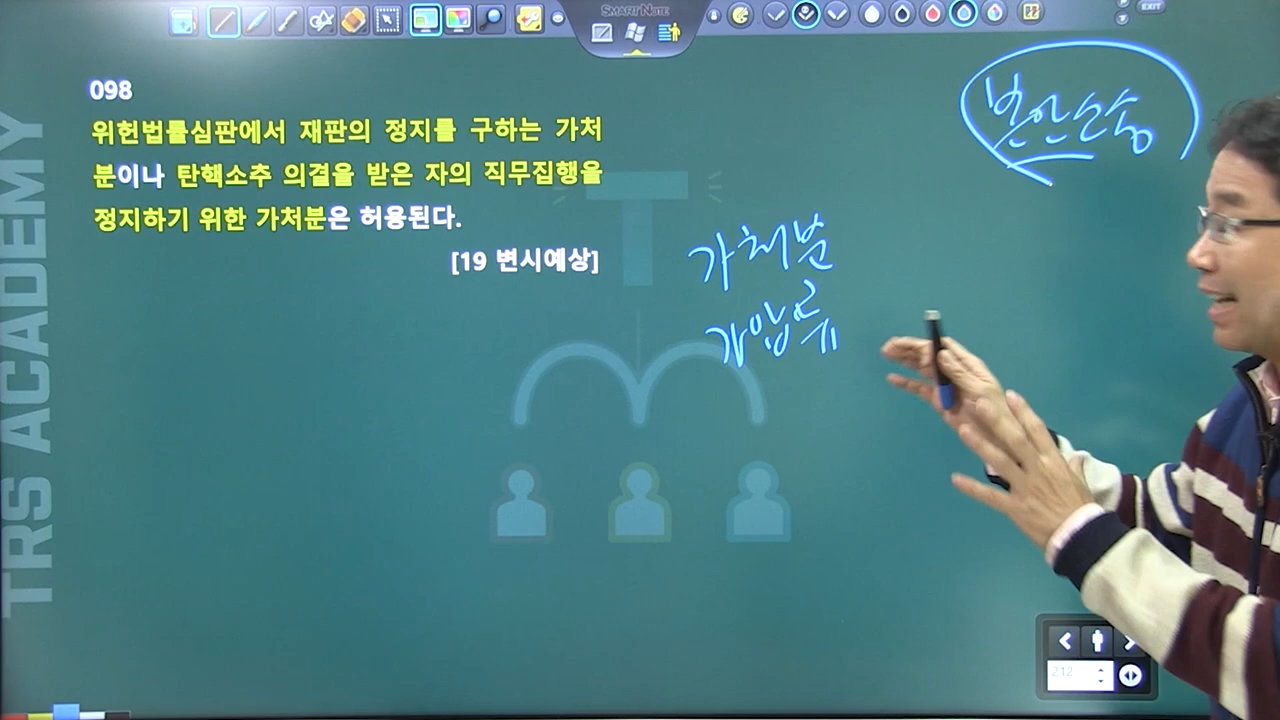 SMART NOTE
EXIT
098
위헌법률심판에서 재판의 정지를 구하는 가처
분이나 탄핵소추 의결을 받은 자의 직무집행을
정지하기 위한 가처분은 허용된다.
[19 변시예상]
본안소송
가처분
가압류
TRS ACADEMY
212